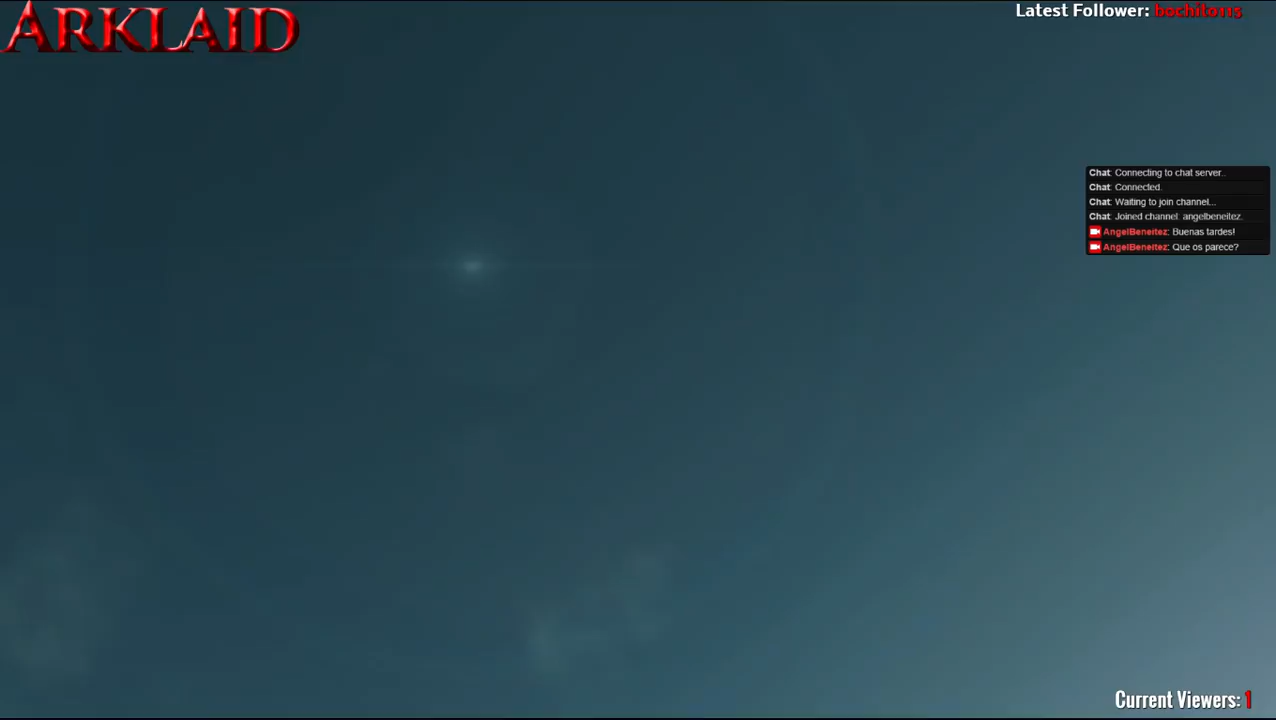 ARKLAID
Latest Follower: bochito115
Chat: Connecting to chat server..
Chat: Connected.
Chat: Waiting to join channel...
Chat: Joined channel: angelbeneitez.
AngelBeneitez: Buenas tardes!
AngelBeneitez: Que os parece?
Current Viewers: 1